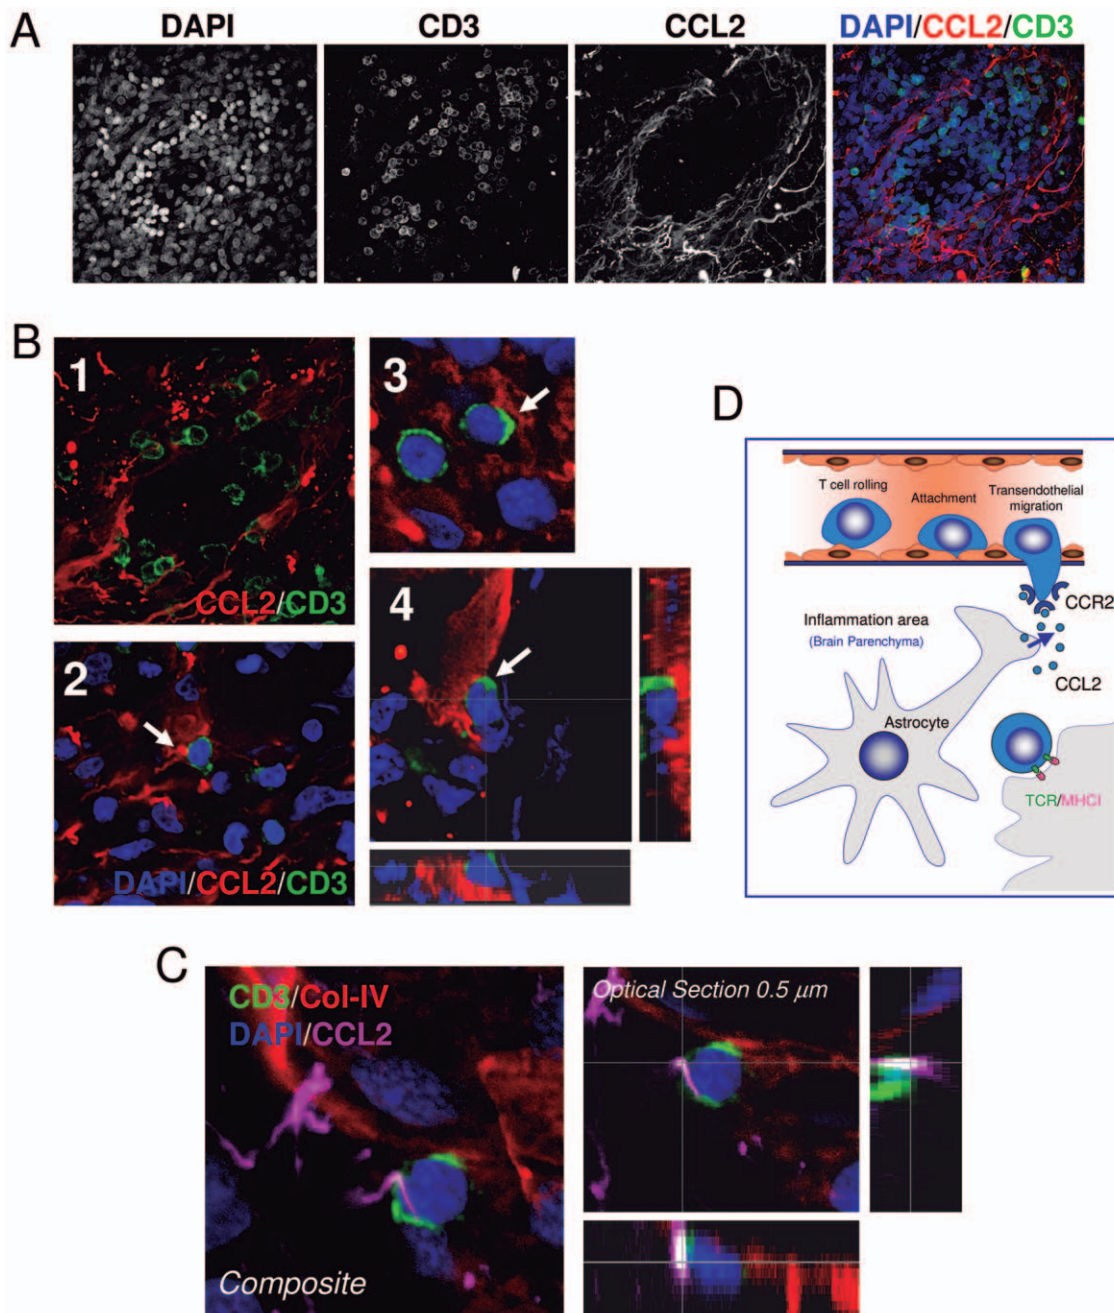 A
DAPI
CD3
CCL2
DAPI/CCL2/CD3
B
1
CCL2/CD3
2
DAPI/CCL2/CD3
3
4
D
T cell rolling
Attachment
Transendothelial
migration
CCR2
Inflammation area
(Brain Parenchyma)
CCL2
Astrocyte
TCR/MHCI
C
CD3/Col-IV
DAPI/CCL2
Composite
Optical Section 0.5 µm